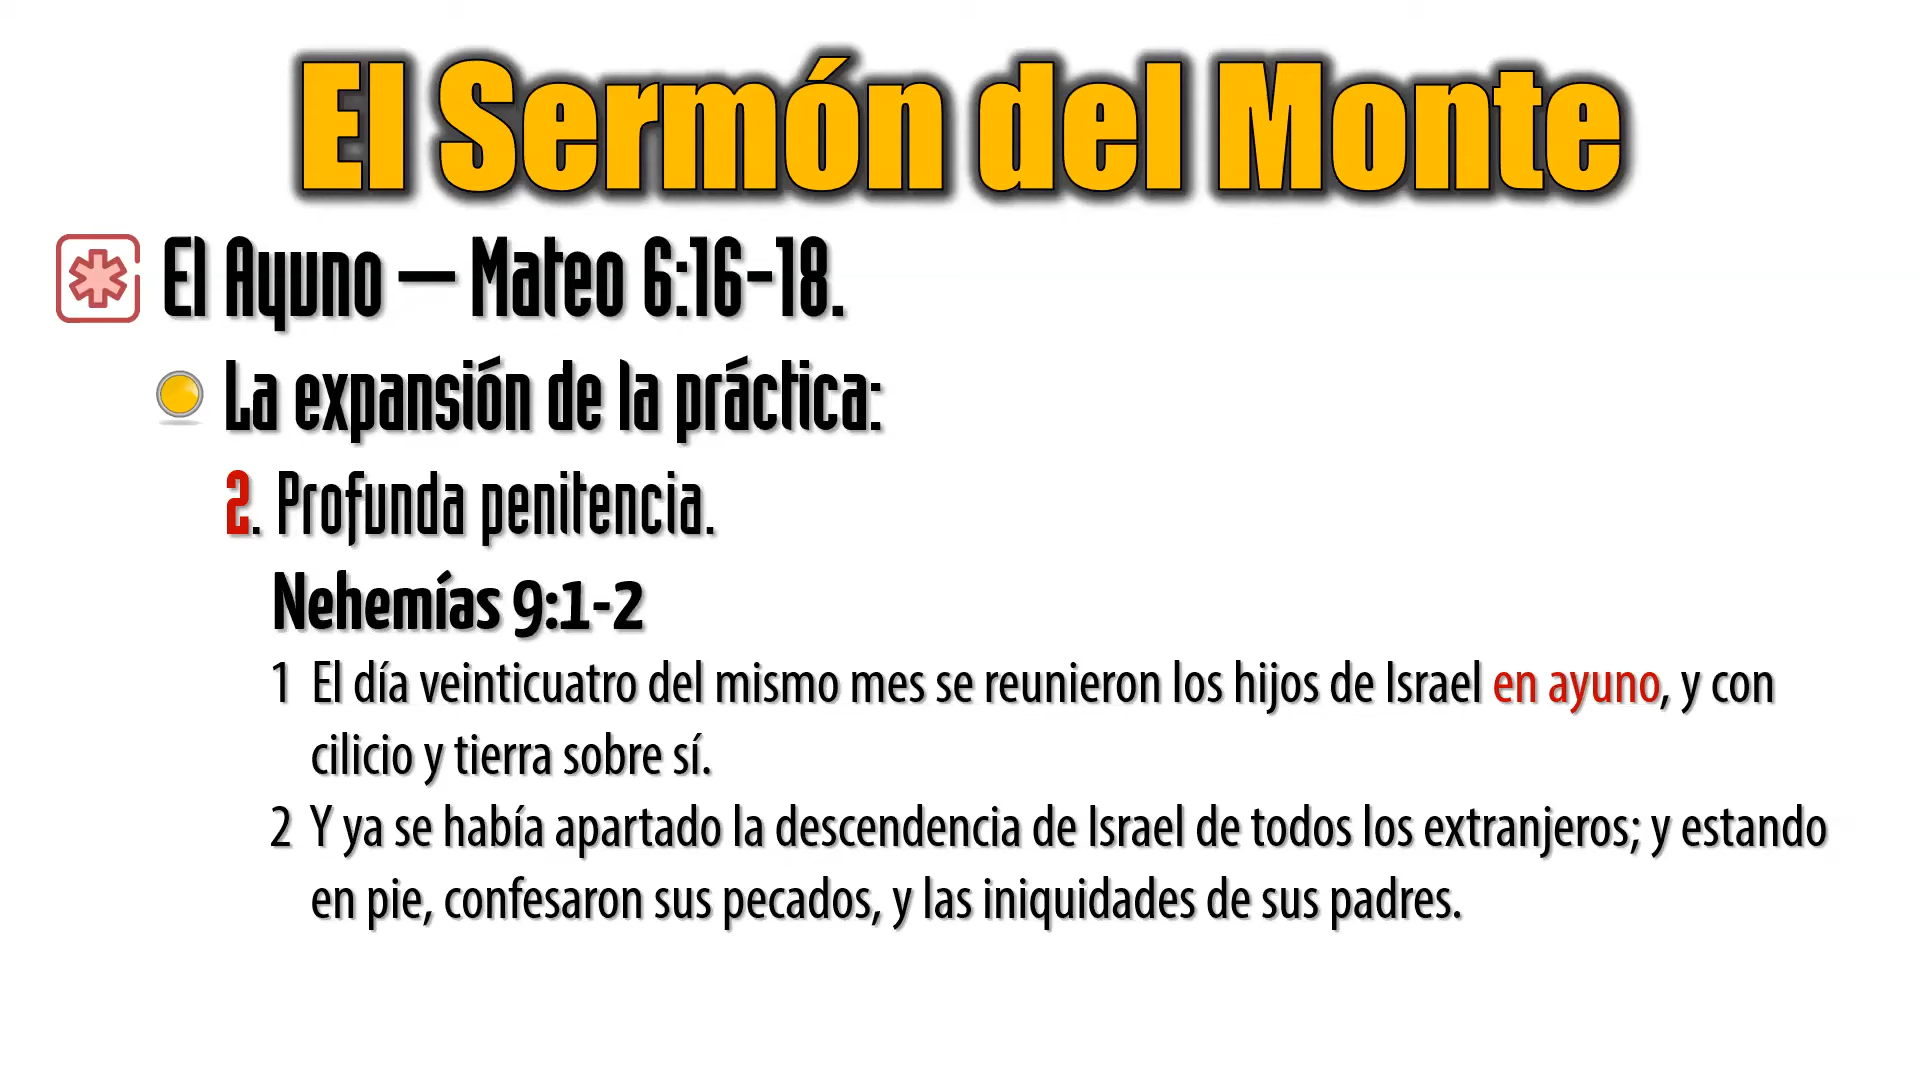 El Sermón del Monte
El Ayuno — Mateo 6:16-18.
La expansión de la práctica:
2. Profunda penitencia.
Nehemías 9:1-2
1 El día veinticuatro del mismo mes se reunieron los hijos de Israel en ayuno, y con
cilicio y tierra sobre sí.
2 Y ya se había apartado la descendencia de Israel de todos los extranjeros; y estando
en pie, confesaron sus pecados, y las iniquidades de sus padres.